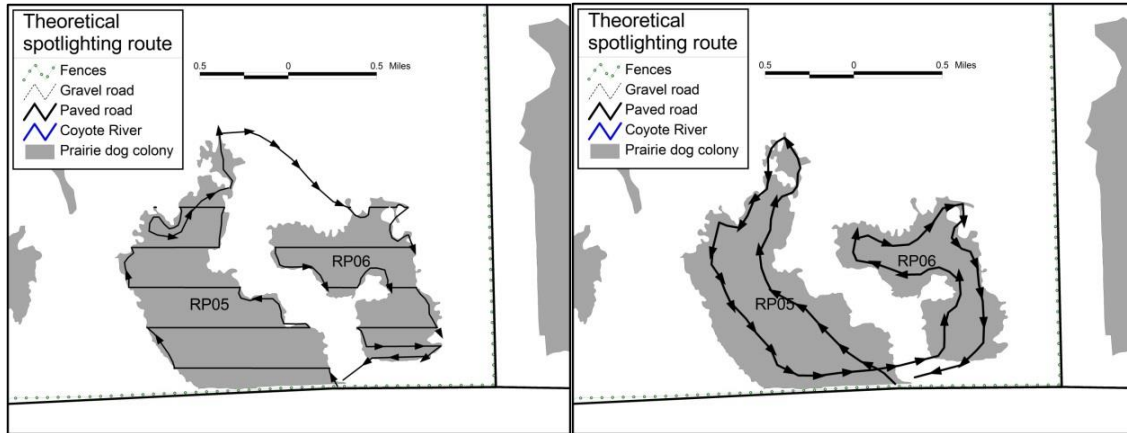 Theoretical
spotlighting route
Fences
Gravel road
Paved road
Coyote River
Prairie dog colony
0.5 0 0.5 Miles
RP06
RP05
Theoretical
spotlighting route
Fences
Gravel road
Paved road
Coyote River
Prairie dog colony
0.5 0 0.5 Miles
RP06
RP05